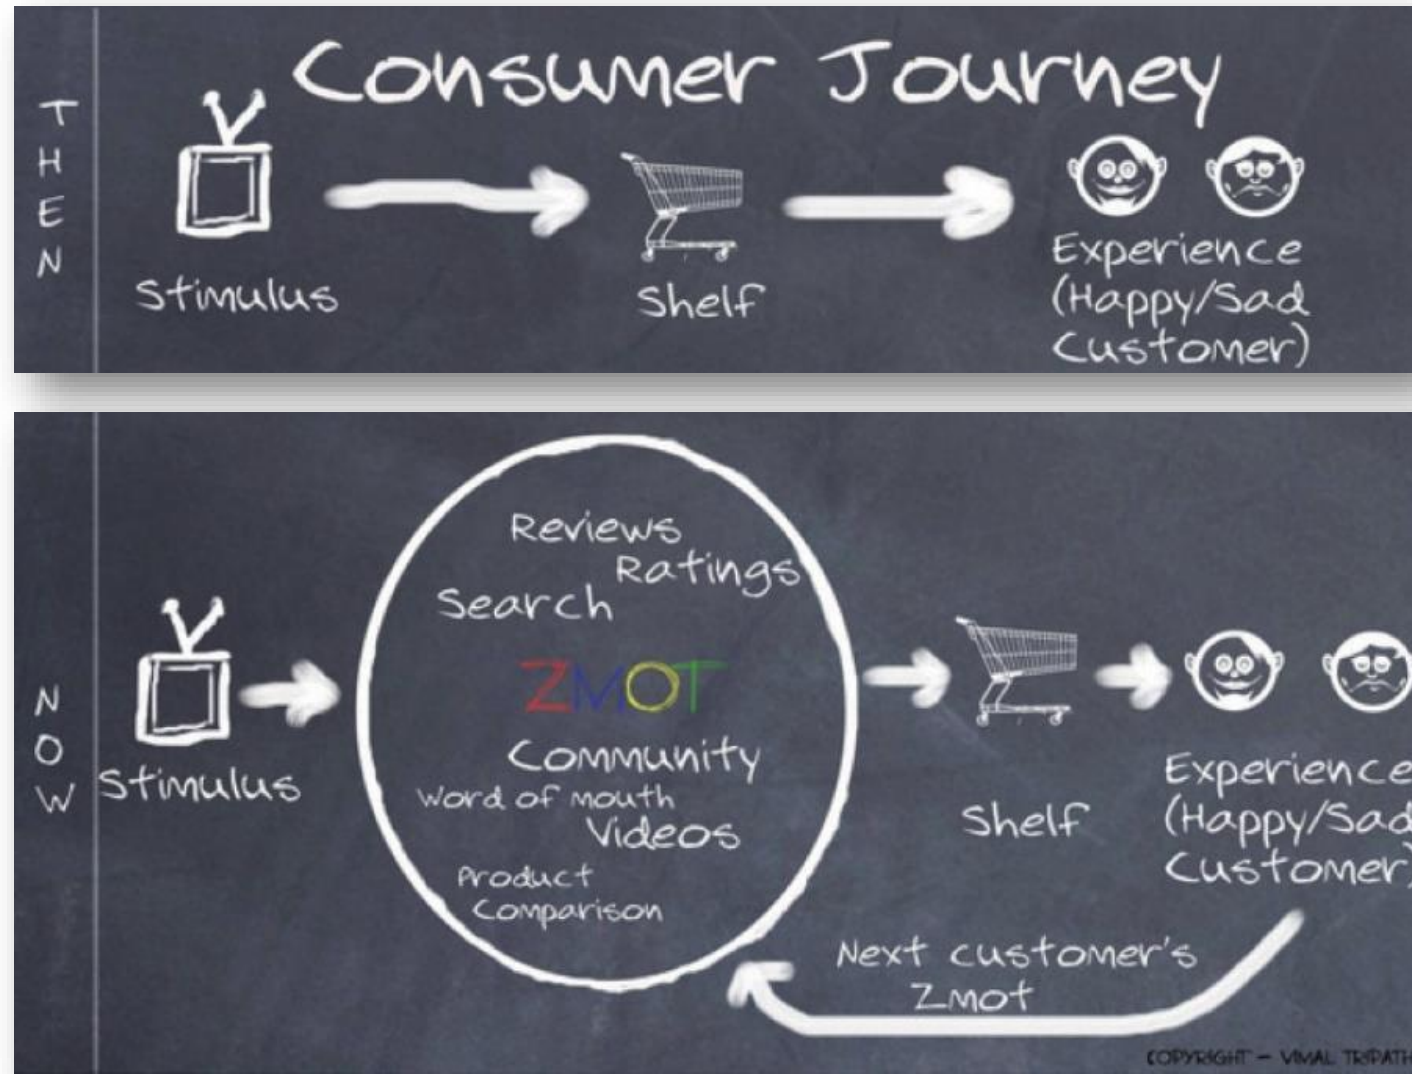 Consumer Journey
THEN
Stimulus
Shelf
Experience
(Happy/Sad
Customer)
NOW
Stimulus
Reviews
Ratings
Search
ZMOT
Community
Word of mouth
Videos
Product
Comparison
Shelf
Experience
(Happy/Sad
Customer)
Next customer's
Zmot
COPYRIGHT - VIMAL TRIPATH